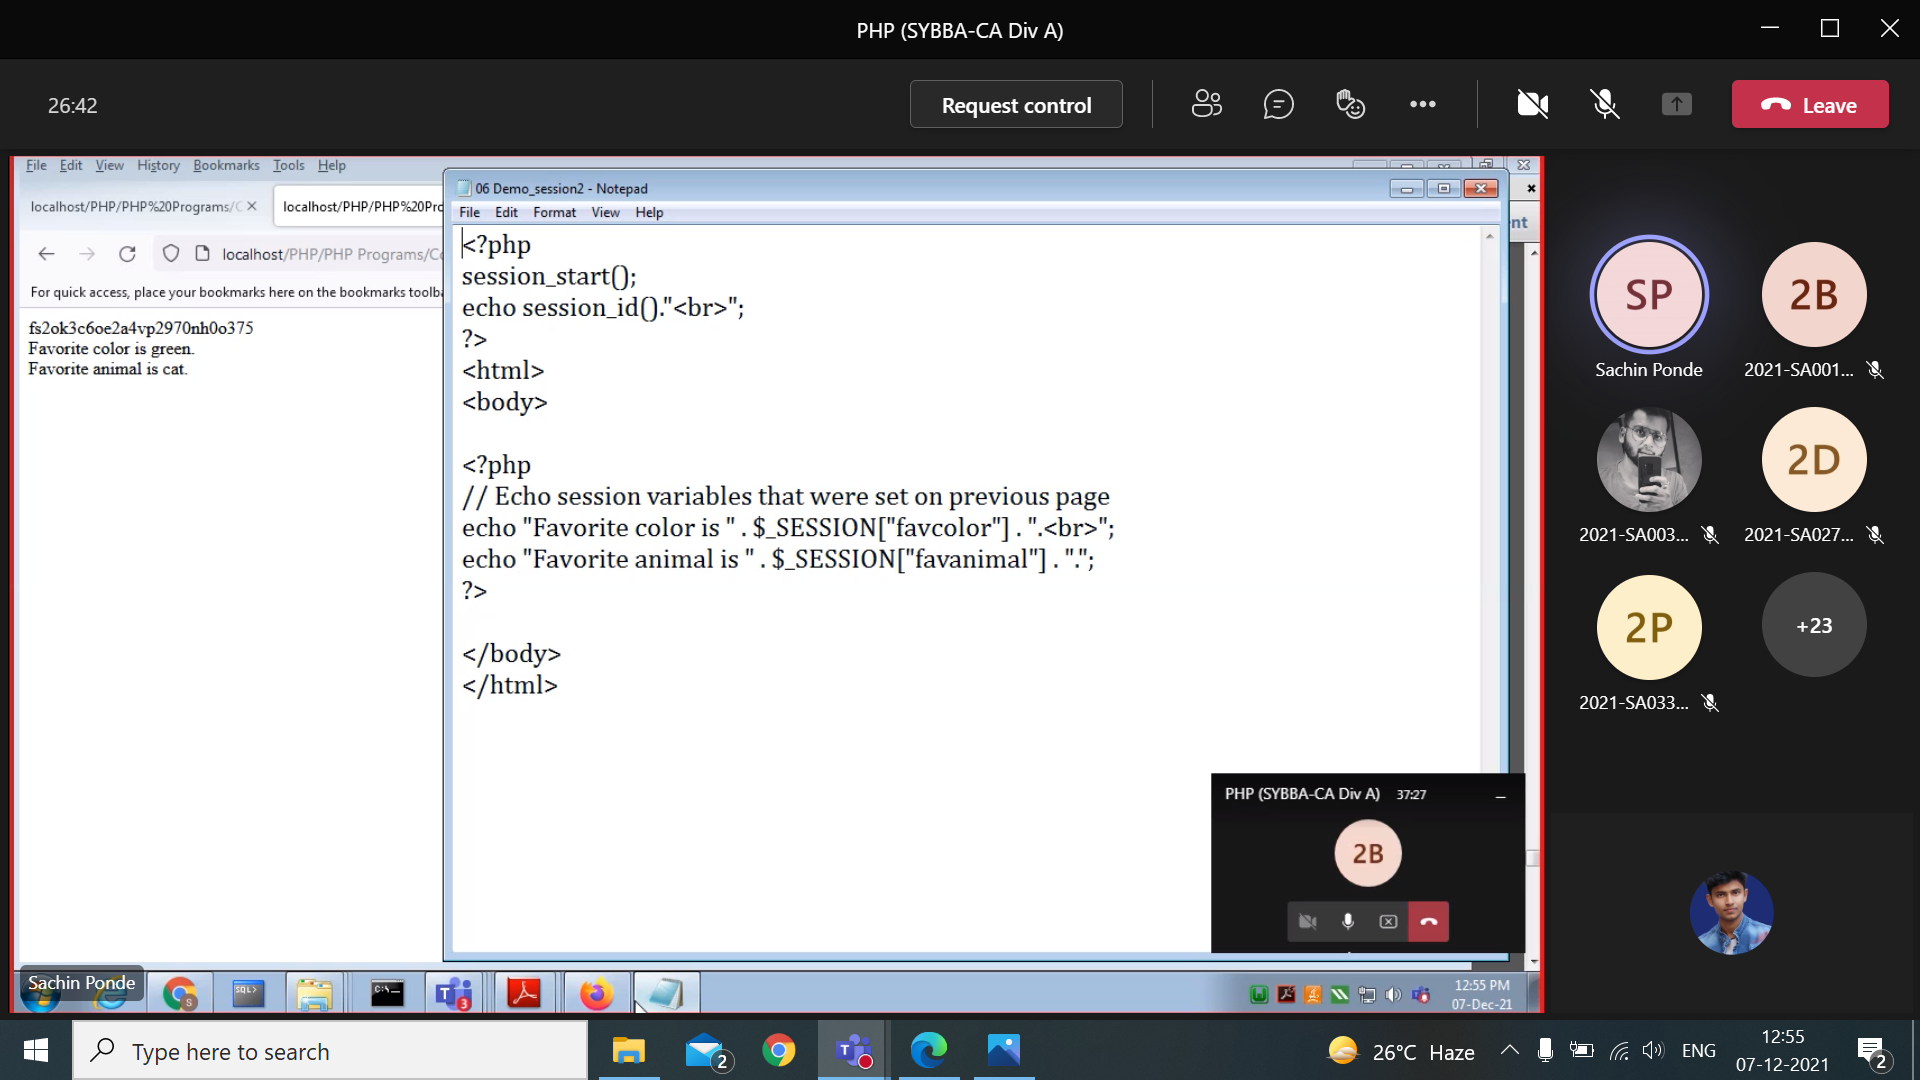 PHP (SYBBA-CA Div A)
26:42
Request control
Leave
File Edit View History Bookmarks Tools Help
localhost/PHP/PHP%20Programs/C
localhost/PHP/PHP%20Pro
localhost/PHP/PHP Programs/Co
For quick access, place your bookmarks here on the bookmarks toolba
fs2ok3c6oe2a4vp2970nh0o375
Favorite color is green.
Favorite animal is cat.
06 Demo_session2 - Notepad
File Edit Format View Help
nt
<?php
session_start();
echo session_id()."<br>";
?>
<html>
<body>
<?php
// Echo session variables that were set on previous page
echo "Favorite color is " . $_SESSION["favcolor"] . ".<br>";
echo "Favorite animal is " . $_SESSION["favanimal"] . ".";
?>
</body>
</html>
PHP (SYBBA-CA Div A) 37:27
2B
SP
Sachin Ponde
2B
2021-SA001...
2021-SA003...
2D
2021-SA027...
2P
2021-SA033...
+23
Sachin Ponde
S
SQL>
C:\_
3
12:55 PM
07-Dec-21
Type here to search
2
26°C Haze
ENG
12:55
07-12-2021
2